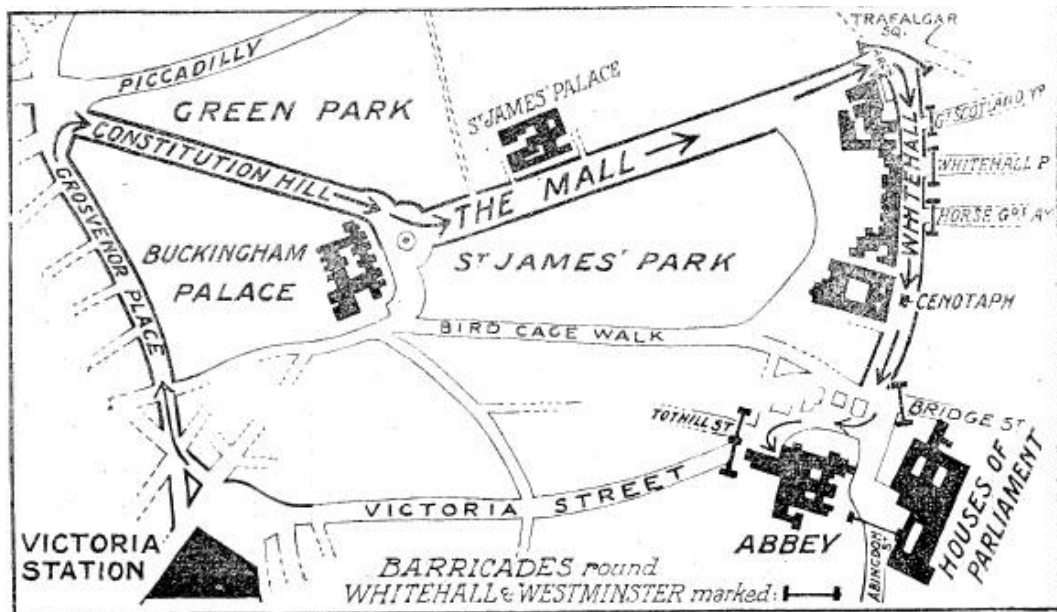 TRAFALGAR
SQ.
PICCADILLY
GREEN PARK
ST JAMES' PALACE
GT SCOTLAND YD
CONSTITUTION HILL
THE MALL
WHITEHALL
WHITEHALL P
HORSE GDS AV
GROSVENOR PLACE
BUCKINGHAM
PALACE
ST JAMES' PARK
CENOTAPH
BIRD CAGE WALK
TOTHILL ST
BRIDGE ST
VICTORIA STREET
HOUSES OF
PARLIAMENT
VICTORIA
STATION
ABBEY
ABINGDON
ST
BARRICADES round
WHITEHALL & WESTMINSTER marked: